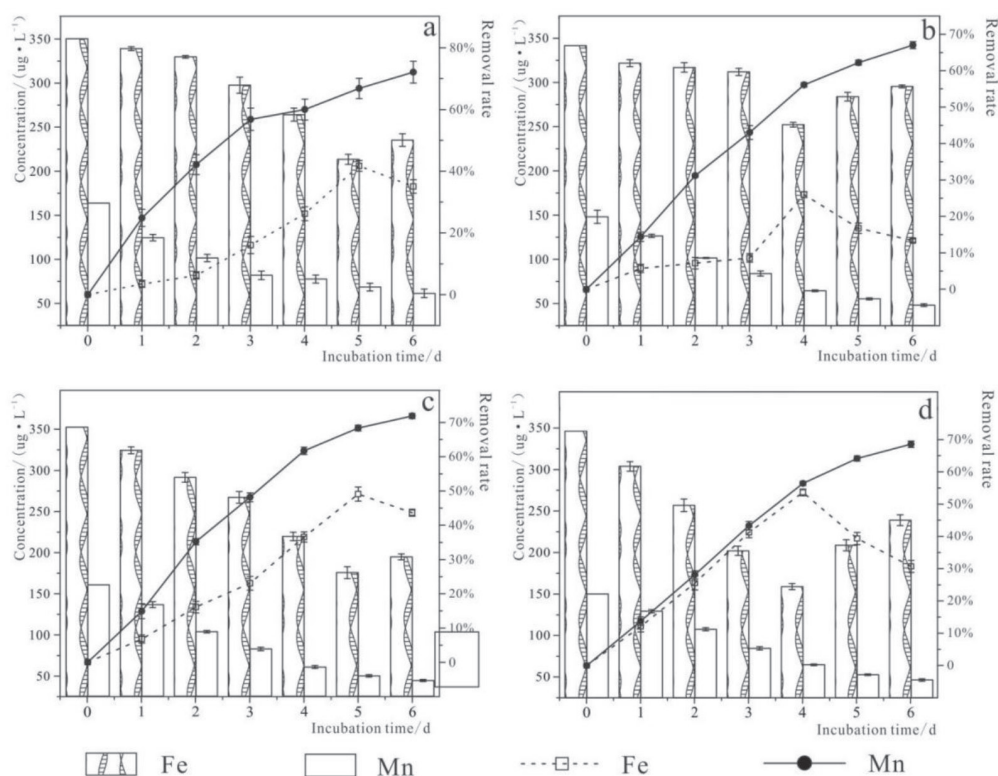 a
Concentration/(ug·L⁻¹)
350
300
250
200
150
100
50
80%
60%
40%
20%
0
Removal rate
0 1 2 3 4 5 6
Incubation time/d
b
Concentration/(ug·L⁻¹)
350
300
250
200
150
100
50
70%
60%
50%
40%
30%
20%
10%
0
Removal rate
0 1 2 3 4 5 6
Incubation time/d
c
Concentration/(ug·L⁻¹)
350
300
250
200
150
100
50
70%
60%
50%
40%
30%
20%
10%
0
Removal rate
0 1 2 3 4 5 6
Incubation time/d
d
Concentration/(ng·L⁻¹)
350
300
250
200
150
100
50
70%
60%
50%
40%
30%
20%
10%
0
Removal rate
0 1 2 3 4 5 6
Incubation time/d
Fe Mn Fe Mn